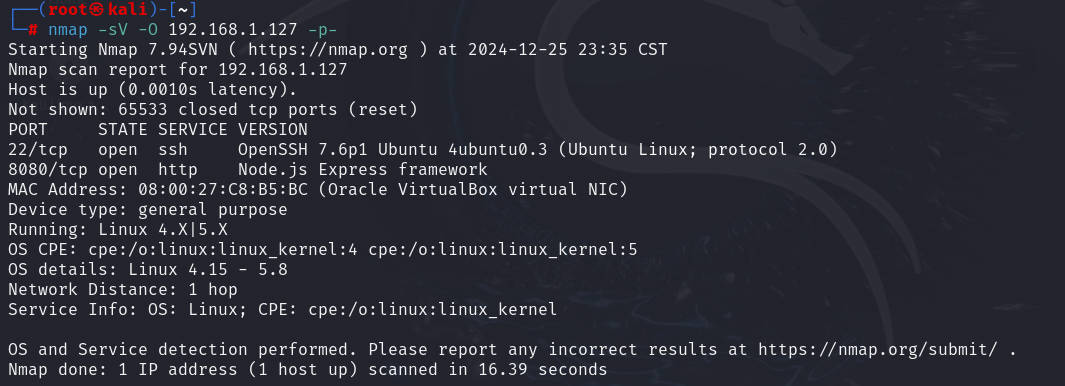 ┌──(root㉿kali)-[~]
└─# nmap -sV -O 192.168.1.127 -p-
Starting Nmap 7.94SVN ( https://nmap.org ) at 2024-12-25 23:35 CST
Nmap scan report for 192.168.1.127
Host is up (0.0010s latency).
Not shown: 65533 closed tcp ports (reset)
PORT     STATE SERVICE VERSION
22/tcp   open  ssh     OpenSSH 7.6p1 Ubuntu 4ubuntu0.3 (Ubuntu Linux; protocol 2.0)
8080/tcp open  http    Node.js Express framework
MAC Address: 08:00:27:C8:B5:BC (Oracle VirtualBox virtual NIC)
Device type: general purpose
Running: Linux 4.X|5.X
OS CPE: cpe:/o:linux:linux_kernel:4 cpe:/o:linux:linux_kernel:5
OS details: Linux 4.15 - 5.8
Network Distance: 1 hop
Service Info: OS: Linux; CPE: cpe:/o:linux:linux_kernel

OS and Service detection performed. Please report any incorrect results at https://nmap.org/submit/ .
Nmap done: 1 IP address (1 host up) scanned in 16.39 seconds